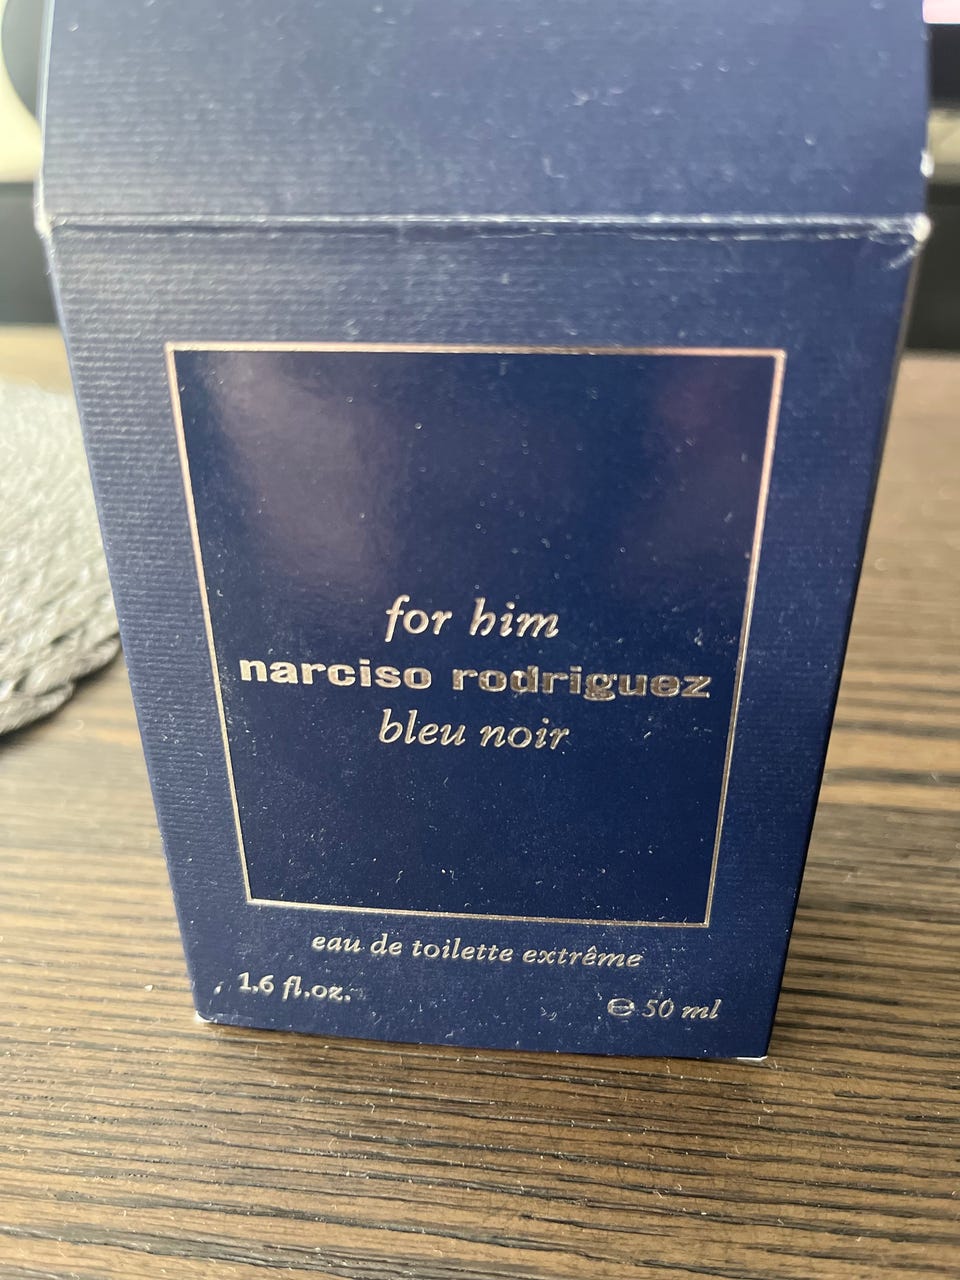 for him
narciso rodriguez
bleu noir
eau de toilette extrême
1.6 fl.oz.
℮ 50 ml